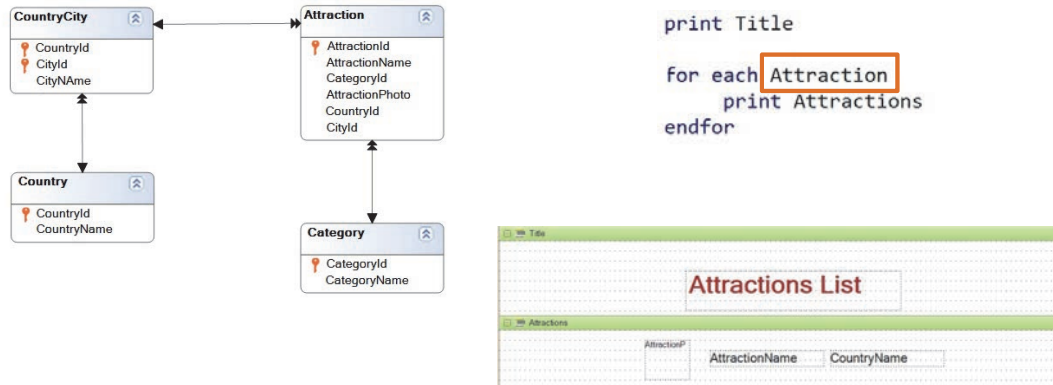 CountryCity
CountryId
CityId
CityNAme
Attraction
AttractionId
AttractionName
CategoryId
AttractionPhoto
CountryId
CityId
Country
CountryId
CountryName
Category
CategoryId
CategoryName
print Title
for each Attraction
print Attractions
endfor
Title
Attractions List
Attractions
AttractionP
AttractionName CountryName